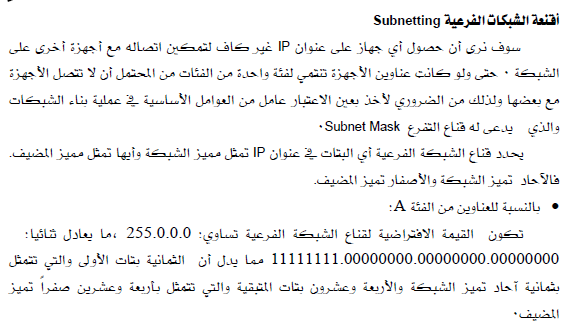 أقنعة الشبكات الفرعية Subnetting
سوف نرى أن حصول أي جهاز على عنوان IP غير كاف لتمكين اتصاله مع أجهزة أخرى على
الشبكة . حتى ولو كانت عناوين الأجهزة تنتمي لفئة واحدة من الفئات من المحتمل أن لا تتصل الأجهزة
مع بعضها ولذلك من الضروري لأخذ بعين الاعتبار عامل من العوامل الأساسية في عملية بناء الشبكات
والذي يدعى له قناع التفرع Subnet Mask.
يحدد قناع الشبكة الفرعية أي البتات في عنوان IP تمثل مميز الشبكة وأيها تمثل مميز المضيف.
فالآحاد تميز الشبكة والأصفار تميز المضيف.
• بالنسبة للعناوين من الفئة A:
تكون القيمة الافتراضية لقناع الشبكة الفرعية تساوي: 255.0.0.0 ،ما يعادل ثنائيا:
11111111.00000000.00000000.00000000 مما يدل أن الثمانية بتات الأولى والتي تتمثل
بثمانية آحاد تميز الشبكة والأربعة وعشرون بتات المتبقية والتي تتمثل بأربعة وعشرين صفراً تميز
المضيف.